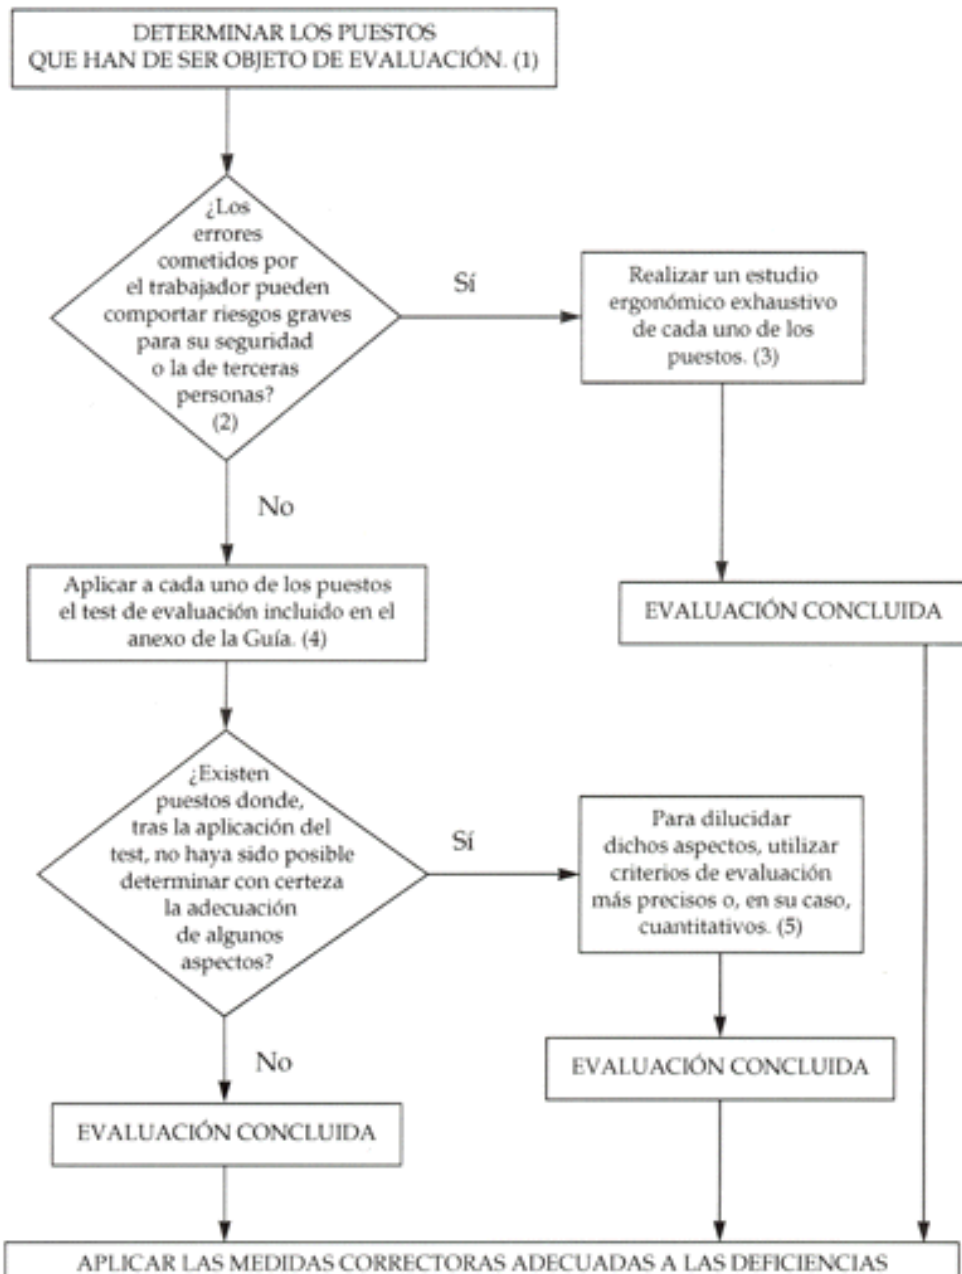 DETERMINAR LOS PUESTOS
QUE HAN DE SER OBJETO DE EVALUACIÓN. (1)
¿Los
errores
cometidos por
el trabajador pueden
comportar riesgos graves
para su seguridad
o la de terceras
personas?
(2)
Sí
Realizar un estudio
ergonómico exhaustivo
de cada uno de los
puestos. (3)
No
EVALUACIÓN CONCLUIDA
Aplicar a cada uno de los puestos
el test de evaluación incluido en el
anexo de la Guía. (4)
¿Existen
puestos donde,
tras la aplicación del
test, no haya sido posible
determinar con certeza
la adecuación
de algunos
aspectos?
Sí
Para dilucidar
dichos aspectos, utilizar
criterios de evaluación
más precisos o, en su caso,
cuantitativos. (5)
No
EVALUACIÓN CONCLUIDA
EVALUACIÓN CONCLUIDA
APLICAR LAS MEDIDAS CORRECTORAS ADECUADAS A LAS DEFICIENCIAS